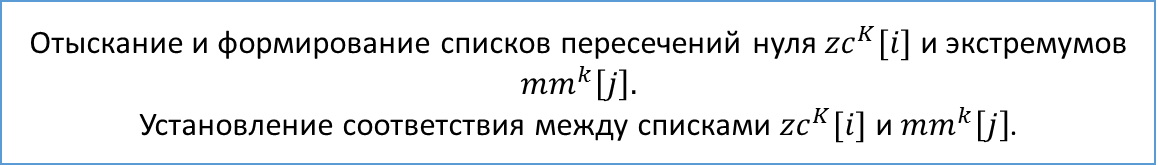 Отыскание и формирование списков пересечений нуля $zc^K[i]$ и экстремумов
$mm^k[j]$.
Установление соответствия между списками $zc^K[i]$ и $mm^k[j]$.